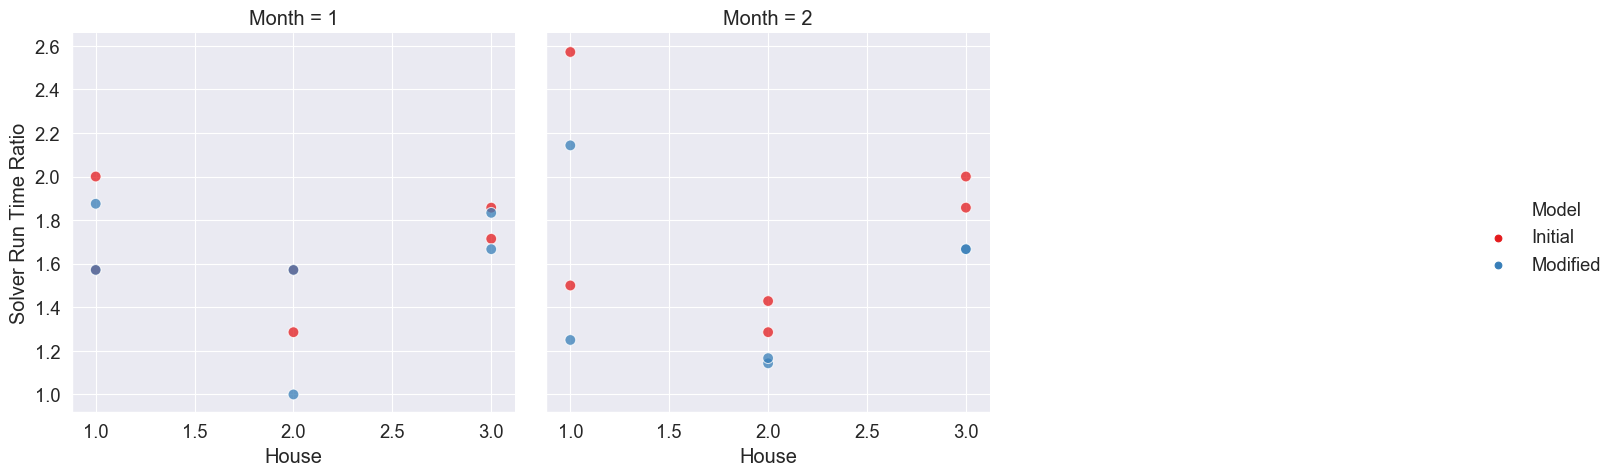 Month = 1
Month = 2
Solver Run Time Ratio
2.6
2.4
2.2
2.0
1.8
1.6
1.4
1.2
1.0
1.0 1.5 2.0 2.5 3.0
House
1.0 1.5 2.0 2.5 3.0
House
Model
Initial
Modified